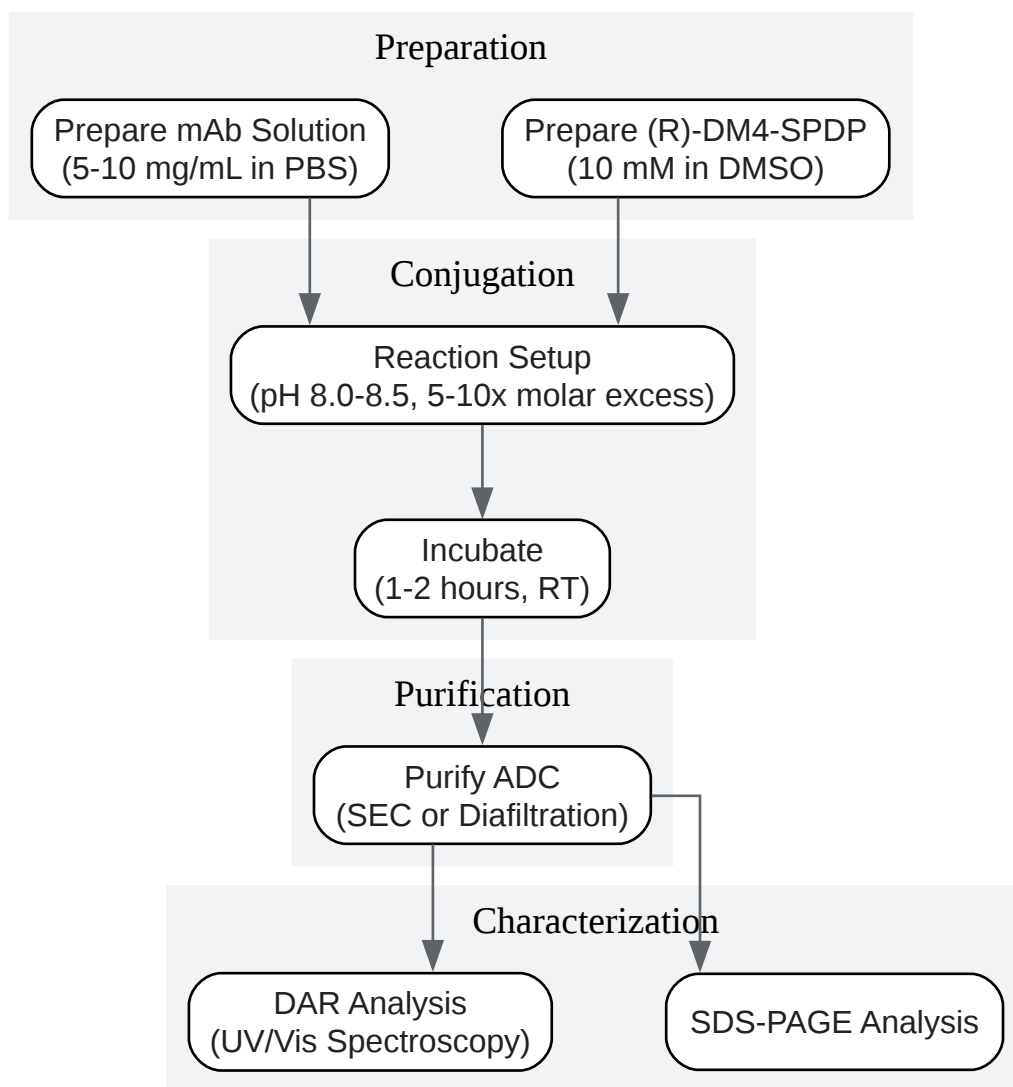 Preparation
Prepare mAb Solution
(5-10 mg/mL in PBS)
Prepare (R)-DM4-SPDP
(10 mM in DMSO)
Conjugation
Reaction Setup
(pH 8.0-8.5, 5-10x molar excess)
Incubate
(1-2 hours, RT)
Purification
Purify ADC
(SEC or Diafiltration)
Characterization
DAR Analysis
(UV/Vis Spectroscopy)
SDS-PAGE Analysis